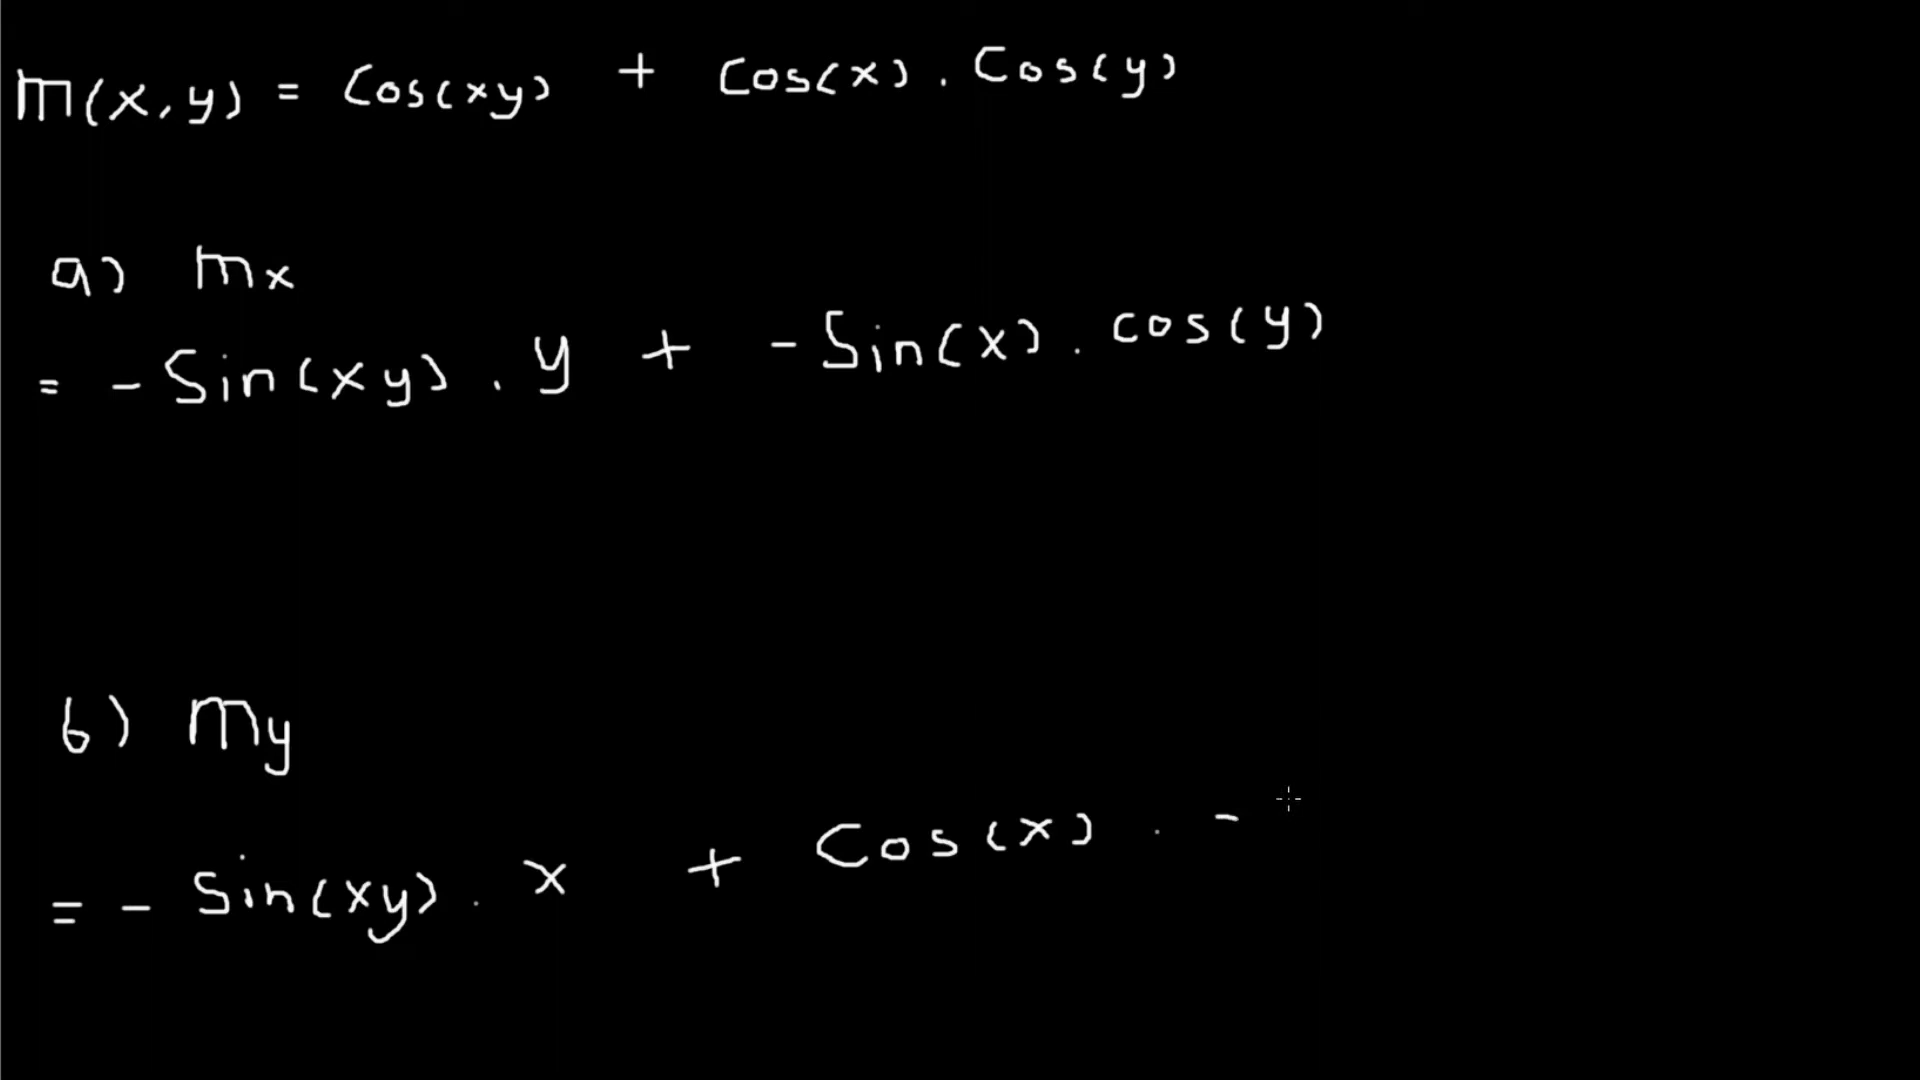 m(x,y) = Cos(xy) + Cos(x) . Cos(y)
a) mx
= - Sin(xy) . y + - Sin(x) . cos(y)
b) my
= - Sin(xy) . x + Cos(x) . -